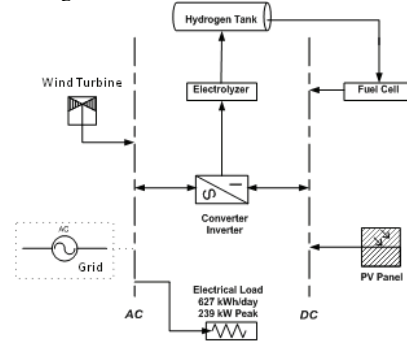 Hydrogen Tank
Wind Turbine
Electrolyzer
Fuel Cell
Converter
Inverter
AC
Grid
PV Panel
Electrical Load
627 kWh/day
239 kW Peak
AC
DC